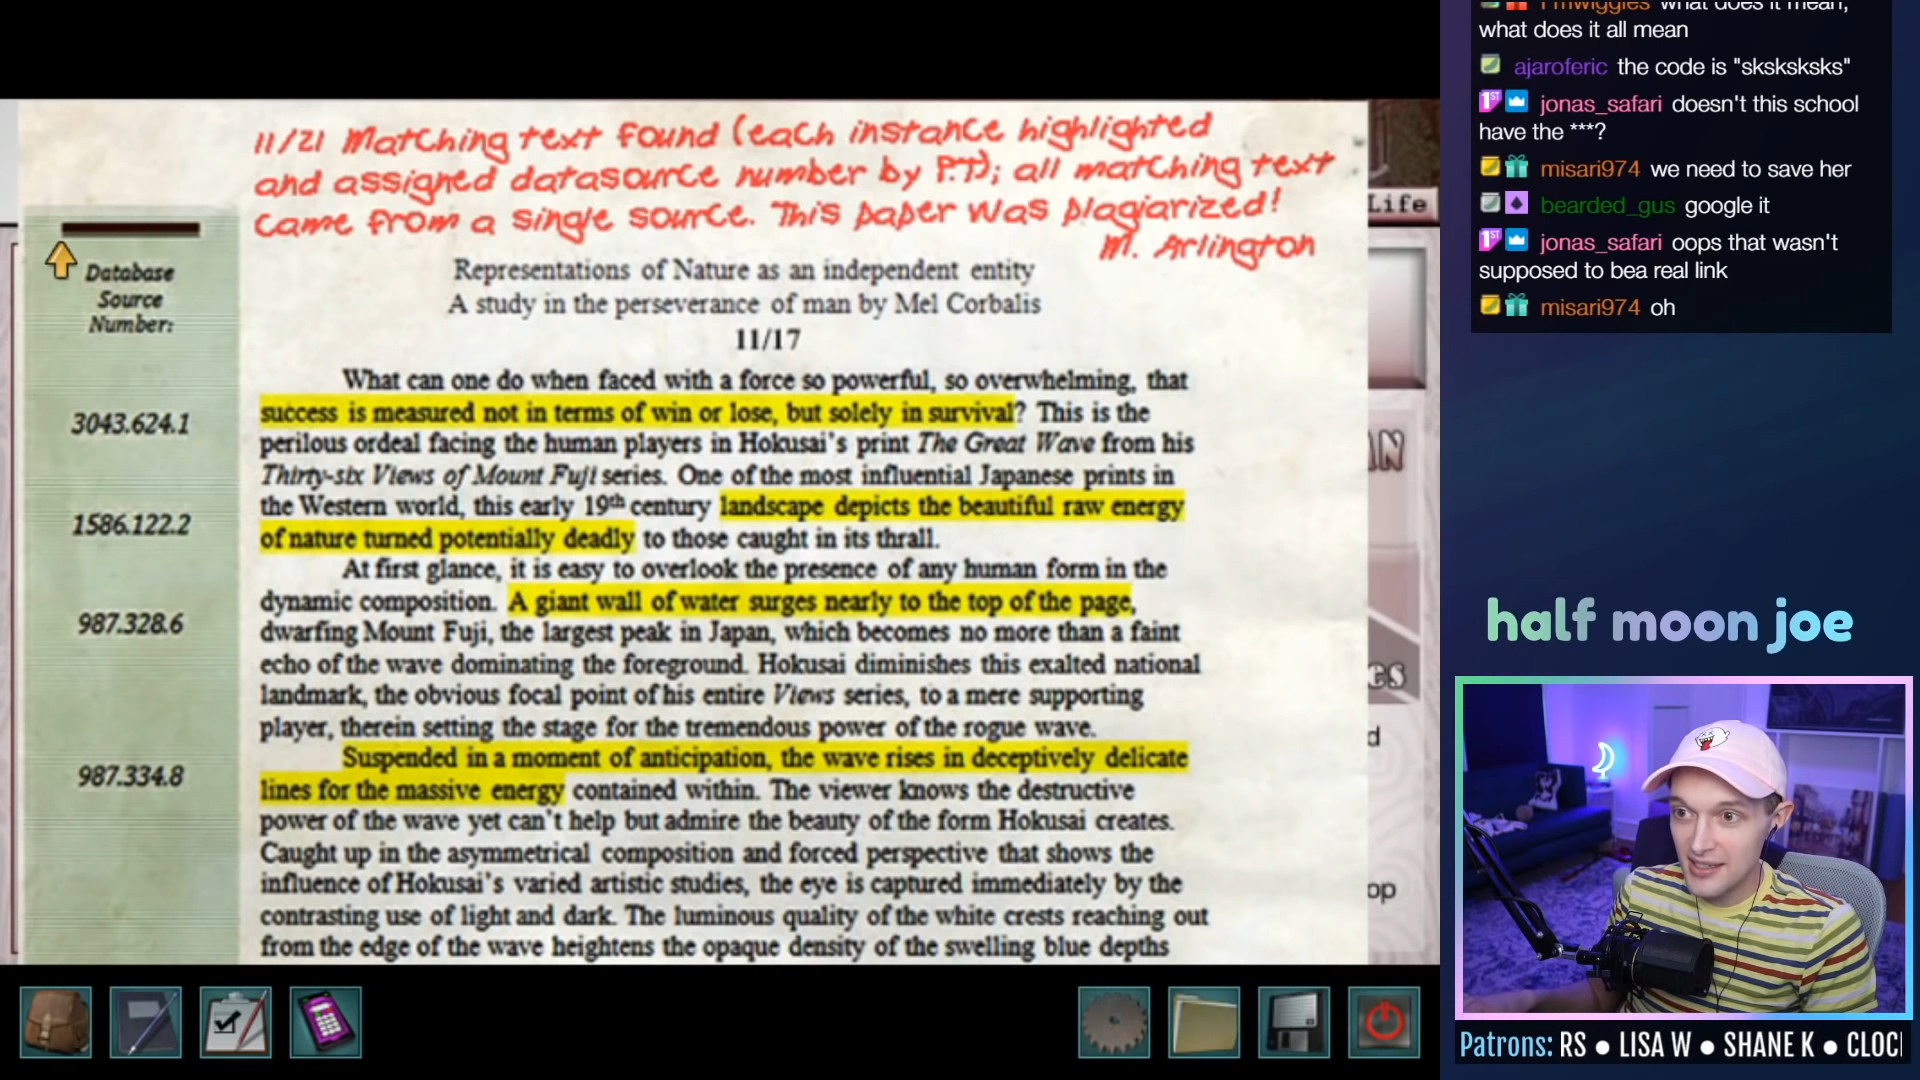 11/21 Matching text found (each instance highlighted
and assigned datasource number by P.T.); all matching text
came from a single source. This paper was plagiarized!
M. Arlington
Life
Database
Source
Number:
Representations of Nature as an independent entity
A study in the perseverance of man by Mel Corbalis
11/17
What can one do when faced with a force so powerful, so overwhelming, that
3043.624.1
success is measured not in terms of win or lose, but solely in survival? This is the
perilous ordeal facing the human players in Hokusai's print The Great Wave from his
Thirty-six Views of Mount Fuji series. One of the most influential Japanese prints in
1586.122.2
the Western world, this early 19th century landscape depicts the beautiful raw energy
of nature turned potentially deadly to those caught in its thrall.
At first glance, it is easy to overlook the presence of any human form in the
987.328.6
dynamic composition. A giant wall of water surges nearly to the top of the page,
dwarfing Mount Fuji, the largest peak in Japan, which becomes no more than a faint
echo of the wave dominating the foreground. Hokusai diminishes this exalted national
landmark, the obvious focal point of his entire Views series, to a mere supporting
player, therein setting the stage for the tremendous power of the rogue wave.
987.334.8
Suspended in a moment of anticipation, the wave rises in deceptively delicate
lines for the massive energy contained within. The viewer knows the destructive
power of the wave yet can't help but admire the beauty of the form Hokusai creates.
Caught up in the asymmetrical composition and forced perspective that shows the
influence of Hokusai's varied artistic studies, the eye is captured immediately by the
contrasting use of light and dark. The luminous quality of the white crests reaching out
from the edge of the wave heightens the opaque density of the swelling blue depths
what does it mean,
what does it all mean
ajaroferic the code is "sksksksks"
1ST jonas_safari doesn't this school
have the ***?
misari974 we need to save her
bearded_gus google it
1ST jonas_safari oops that wasn't
supposed to bea real link
misari974 oh
half moon joe
Patrons: RS ● LISA W ● SHANE K ●